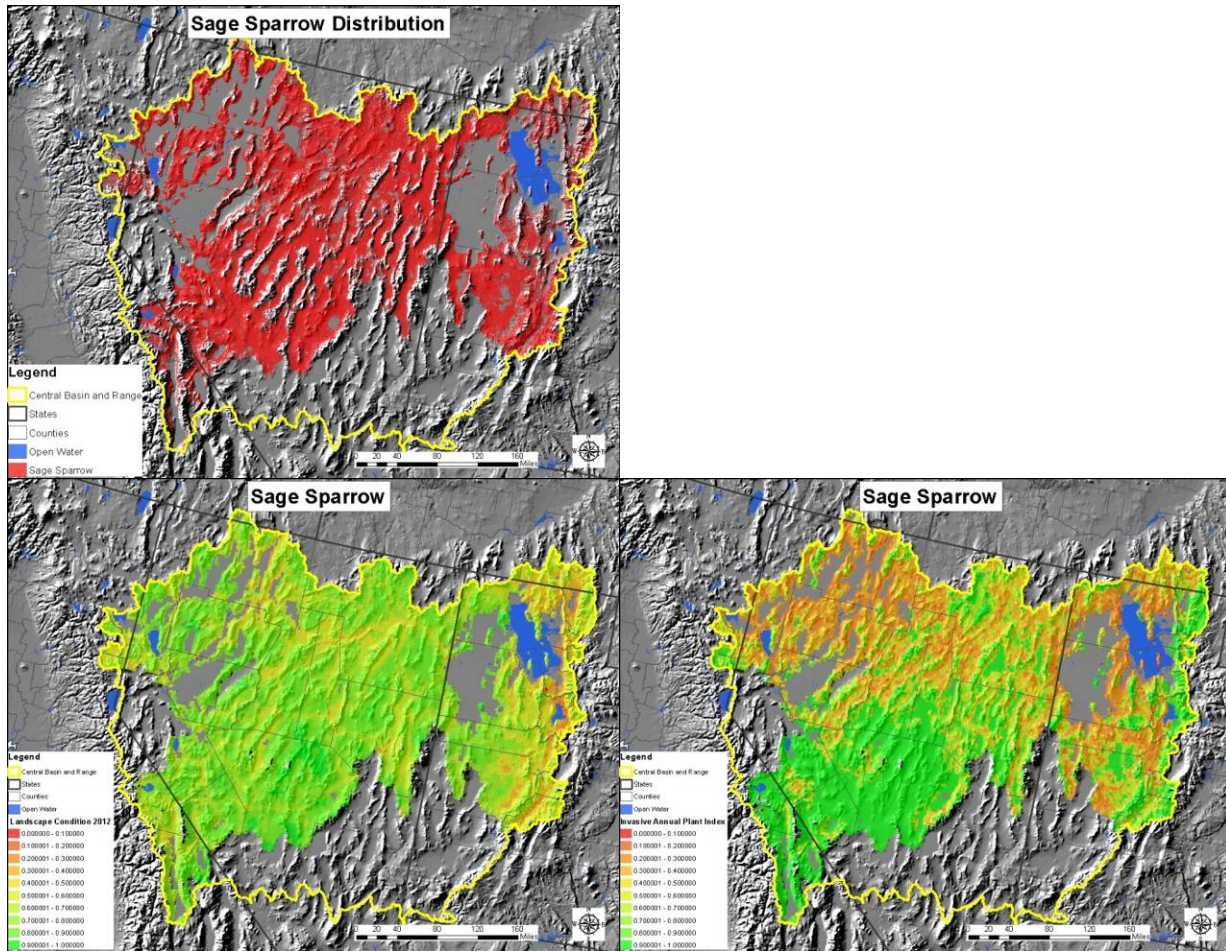 Sage Sparrow Distribution
Legend
Central Basin and Range
States
Counties
Open Water
Sage Sparrow
0 20 40 80 120 160
Miles
Sage Sparrow
Legend
Central Basin and Range
States
Counties
Open Water
Landscape Condition 2012
0.000000 - 0.100000
0.100001 - 0.200000
0.200001 - 0.300000
0.300001 - 0.400000
0.400001 - 0.500000
0.500001 - 0.600000
0.600001 - 0.700000
0.700001 - 0.800000
0.800001 - 0.900000
0.900001 - 1.000000
0 20 40 80 120 160
Miles
Sage Sparrow
Legend
Central Basin and Range
States
Counties
Open Water
Invasive Annual Plant Index
0.000000 - 0.100000
0.100001 - 0.200000
0.200001 - 0.300000
0.300001 - 0.400000
0.400001 - 0.500000
0.500001 - 0.600000
0.600001 - 0.700000
0.700001 - 0.800000
0.800001 - 0.900000
0.900001 - 1.000000
0 20 40 80 120 160
Miles